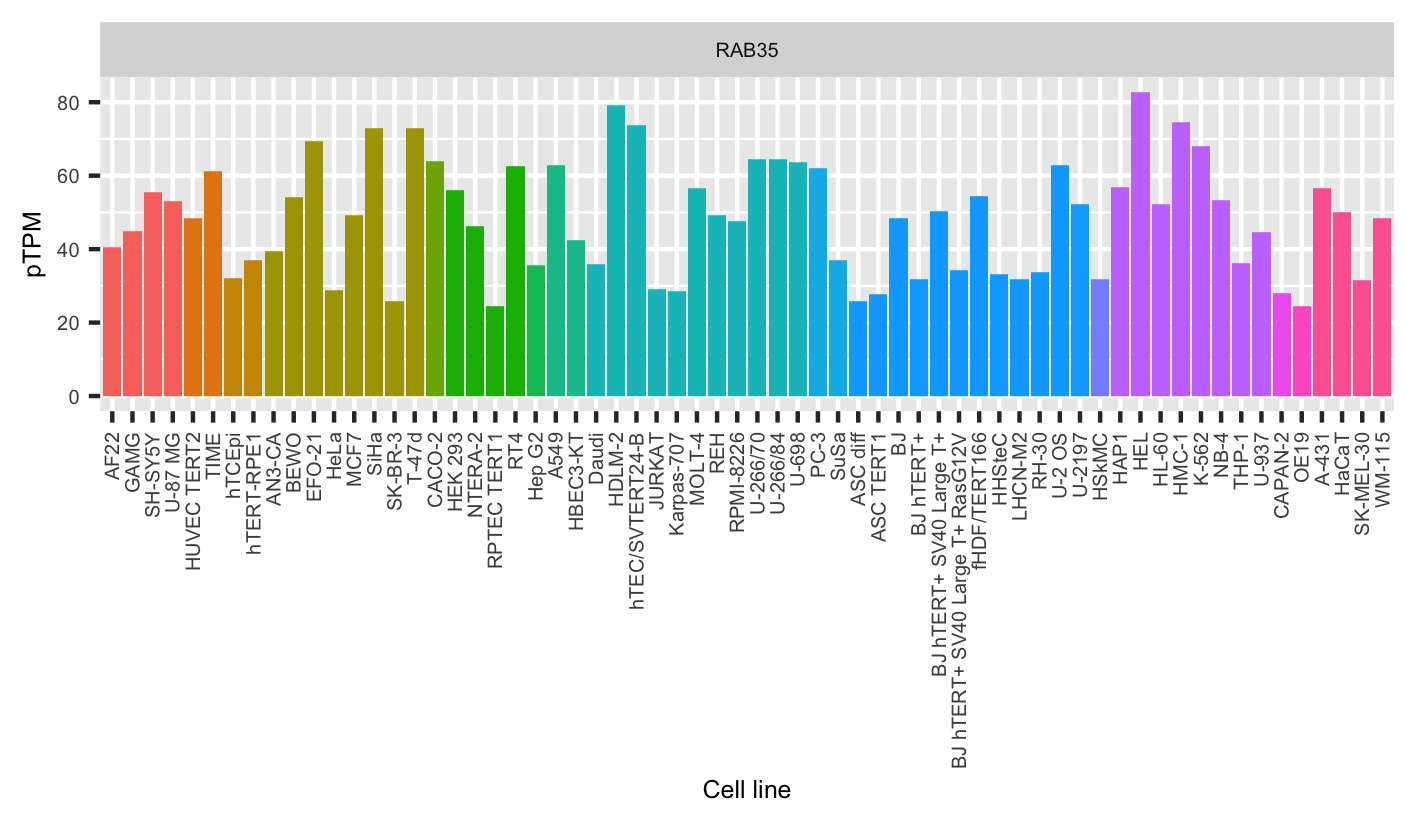 RAB35
pTPM
80
60
40
20
0
AF22
GAMG
SH-SY5Y
U-87 MG
HUVEC TERT2
TIME
hTCEpi
hTERT-RPE1
AN3-CA
BEWO
EFO-21
HeLa
MCF7
SiHa
SK-BR-3
T-47d
CACO-2
HEK 293
NTERA-2
RPTEC TERT1
RT4
Hep G2
A549
HBEC3-KT
Daudi
HDLM-2
hTEC/SVTERT24-B
JURKAT
Karpas-707
MOLT-4
REH
RPMI-8226
U-266/70
U-266/84
U-698
PC-3
SuSa
ASC diff
ASC TERT1
BJ
BJ hTERT+
BJ hTERT+ SV40 Large T+
BJ hTERT+ SV40 Large T+ RasG12V
fHDF/TERT166
HHSteC
LHCN-M2
RH-30
U-2 OS
U-2197
HSkMC
HAP1
HEL
HL-60
HMC-1
K-562
NB-4
THP-1
U-937
CAPAN-2
OE19
A-431
HaCaT
SK-MEL-30
WM-115
Cell line